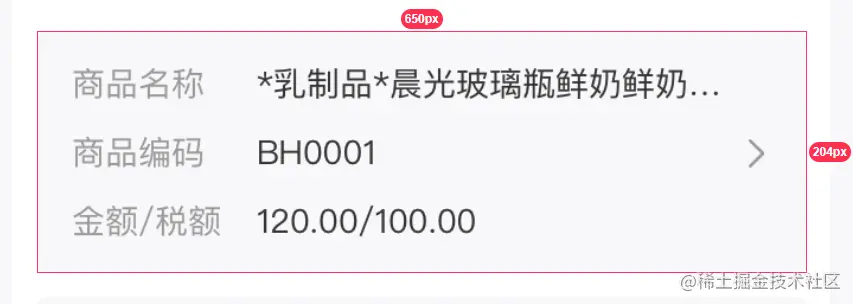 650px
商品名称 *乳制品*晨光玻璃瓶鲜奶鲜奶...
商品编码 BH0001
204px
金额/税额 120.00/100.00
@稀土掘金技术社区